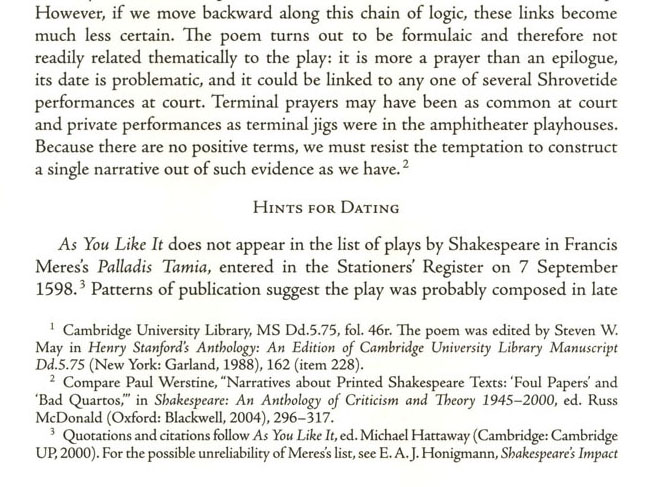 However, if we move backward along this chain of logic, these links become
much less certain. The poem turns out to be formulaic and therefore not
readily related thematically to the play: it is more a prayer than an epilogue,
its date is problematic, and it could be linked to any one of several Shrovetide
performances at court. Terminal prayers may have been as common at court
and private performances as terminal jigs were in the amphitheater playhouses.
Because there are no positive terms, we must resist the temptation to construct
a single narrative out of such evidence as we have.²
Hints for Dating
As You Like It does not appear in the list of plays by Shakespeare in Francis
Meres's Palladis Tamia, entered in the Stationers' Register on 7 September
1598.³ Patterns of publication suggest the play was probably composed in late
¹ Cambridge University Library, MS Dd.5.75, fol. 46r. The poem was edited by Steven W.
May in Henry Stanford's Anthology: An Edition of Cambridge University Library Manuscript
Dd.5.75 (New York: Garland, 1988), 162 (item 228).
² Compare Paul Werstine, “Narratives about Printed Shakespeare Texts: ‘Foul Papers’ and
‘Bad Quartos,’” in Shakespeare: An Anthology of Criticism and Theory 1945–2000, ed. Russ
McDonald (Oxford: Blackwell, 2004), 296–317.
³ Quotations and citations follow As You Like It, ed. Michael Hattaway (Cambridge: Cambridge
UP, 2000). For the possible unreliability of Meres's list, see E. A. J. Honigmann, Shakespeare's Impact